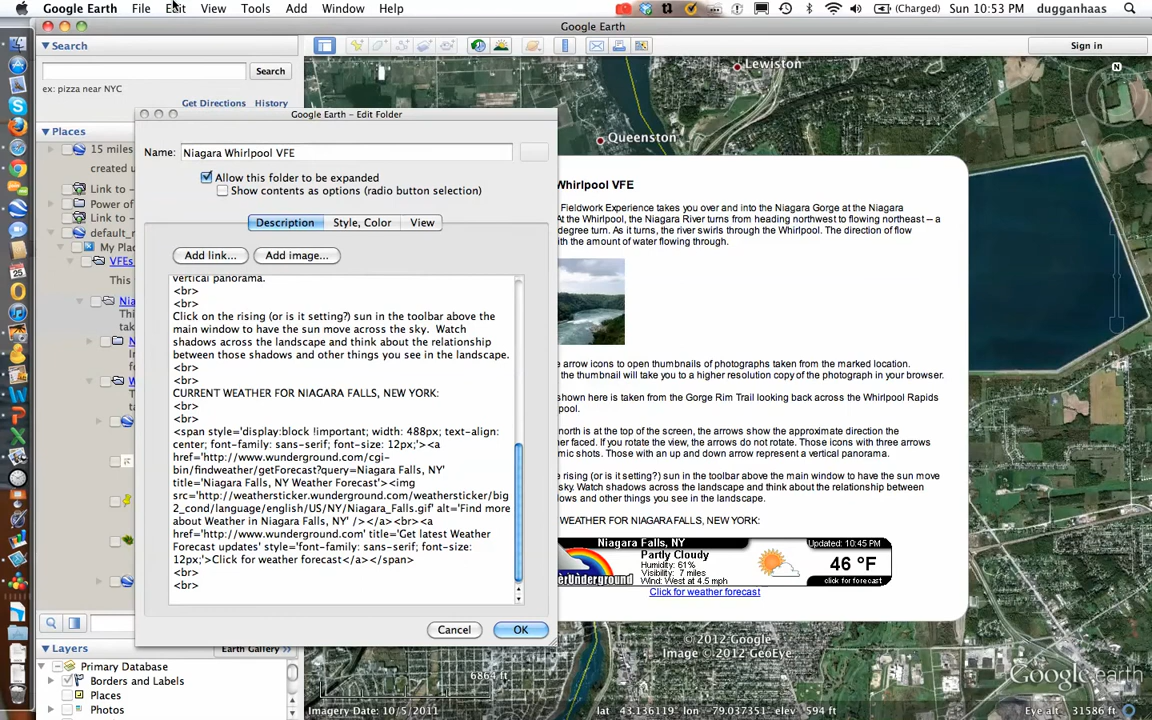 Google Earth File Edit View Tools Add Window Help
(Charged) Sun 10:53 PM dugganhaas
Google Earth
Search
Search
ex: pizza near NYC
Get Directions History
Sign in
N
Lewiston
Queenston
Places
15 miles
created u
Link to -
Power of
Link to -
default_r
My Pla
VFEs
This
Nia
Thi
tak
N
In
le
W
Google Earth – Edit Folder
Name: Niagara Whirlpool VFE
Allow this folder to be expanded
Show contents as options (radio button selection)
Description Style, Color View
Add link... Add image...
vertical panorama.
<br>
<br>
Click on the rising (or is it setting?) sun in the toolbar above the
main window to have the sun move across the sky. Watch
shadows across the landscape and think about the relationship
between those shadows and other things you see in the landscape.
<br>
<br>
CURRENT WEATHER FOR NIAGARA FALLS, NEW YORK:
<br>
<br>
<span style='display:block !important; width: 488px; text-align:
center; font-family: sans-serif; font-size: 12px;'><a
href='http://www.wunderground.com/cgi-
bin/findweather/getForecast?query=Niagara Falls, NY'
title='Niagara Falls, NY Weather Forecast'><img
src='http://weathersticker.wunderground.com/weathersticker/big
2_cond/language/english/US/NY/Niagara_Falls.gif' alt='Find more
about Weather in Niagara Falls, NY' /></a><br><a
href='http://www.wunderground.com' title='Get latest Weather
Forecast updates' style='font-family: sans-serif; font-size:
12px;'>Click for weather forecast</a></span>
<br>
<br>
Cancel OK
Whirlpool VFE
Fieldwork Experience takes you over and into the Niagara Gorge at the Niagara
At the Whirlpool, the Niagara River turns from heading northwest to flowing northeast -- a
degree turn. As it turns, the river swirls through the Whirlpool. The direction of flow
with the amount of water flowing through.
arrow icons to open thumbnails of photographs taken from the marked location.
the thumbnail will take you to a higher resolution copy of the photograph in your browser.
shown here is taken from the Gorge Rim Trail looking back across the Whirlpool Rapids
pool.
north is at the top of the screen, the arrows show the approximate direction the
er faced. If you rotate the view, the arrows do not rotate. Those icons with three arrows
mic shots. Those with an up and down arrow represent a vertical panorama.
e rising (or is it setting?) sun in the toolbar above the main window to have the sun move
sky. Watch shadows across the landscape and think about the relationship between
dows and other things you see in the landscape.
WEATHER FOR NIAGARA FALLS, NEW YORK:
Niagara Falls, NY Updated: 10:45 PM
Partly Cloudy
Humidity: 61%
Visibility: 7 miles
Wind: West at 4.5 mph
46 °F
click for forecast
Click for weather forecast
Layers Earth Gallery >>
Primary Database
Borders and Labels
Places
Photos
© 2012 Google
Image © 2012 GeoEye
Google earth
6864 ft
Imagery Date: 10/5/2011 lat 43.136119° lon -79.037351° elev 594 ft Eye alt 31586 ft